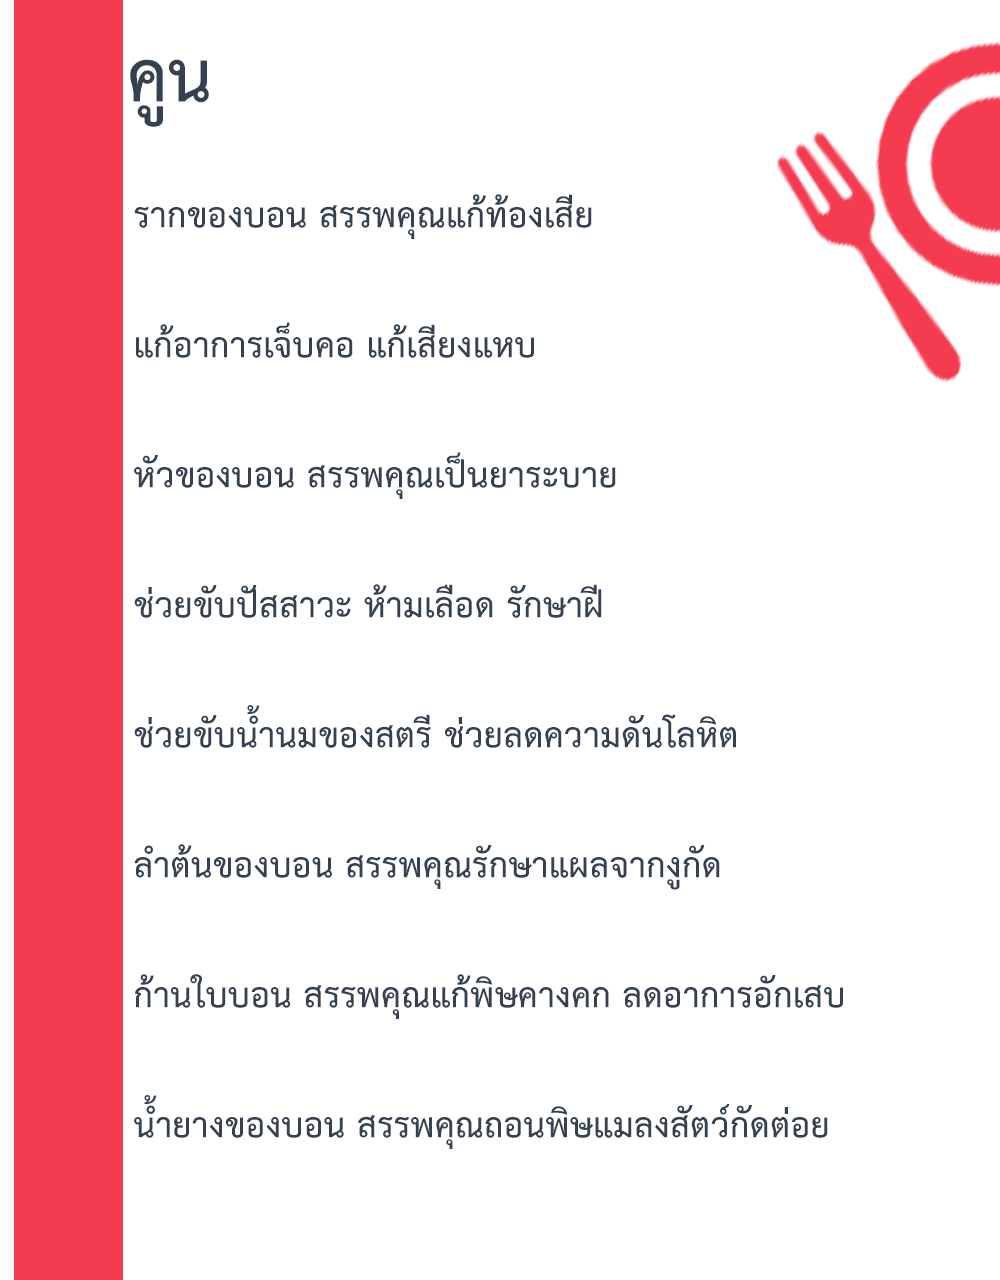 คูน
รากของบอน สรรพคุณแก้ท้องเสีย
แก้อาการเจ็บคอ แก้เสียงแหบ
หัวของบอน สรรพคุณเป็นยาระบาย
ช่วยขับปัสสาวะ ห้ามเลือด รักษาฝี
ช่วยขับน้ำนมของสตรี ช่วยลดความดันโลหิต
ลำต้นของบอน สรรพคุณรักษาแผลจากงูกัด
ก้านใบบอน สรรพคุณแก้พิษคางคก ลดอาการอักเสบ
น้ำยางของบอน สรรพคุณถอนพิษแมลงสัตว์กัดต่อย